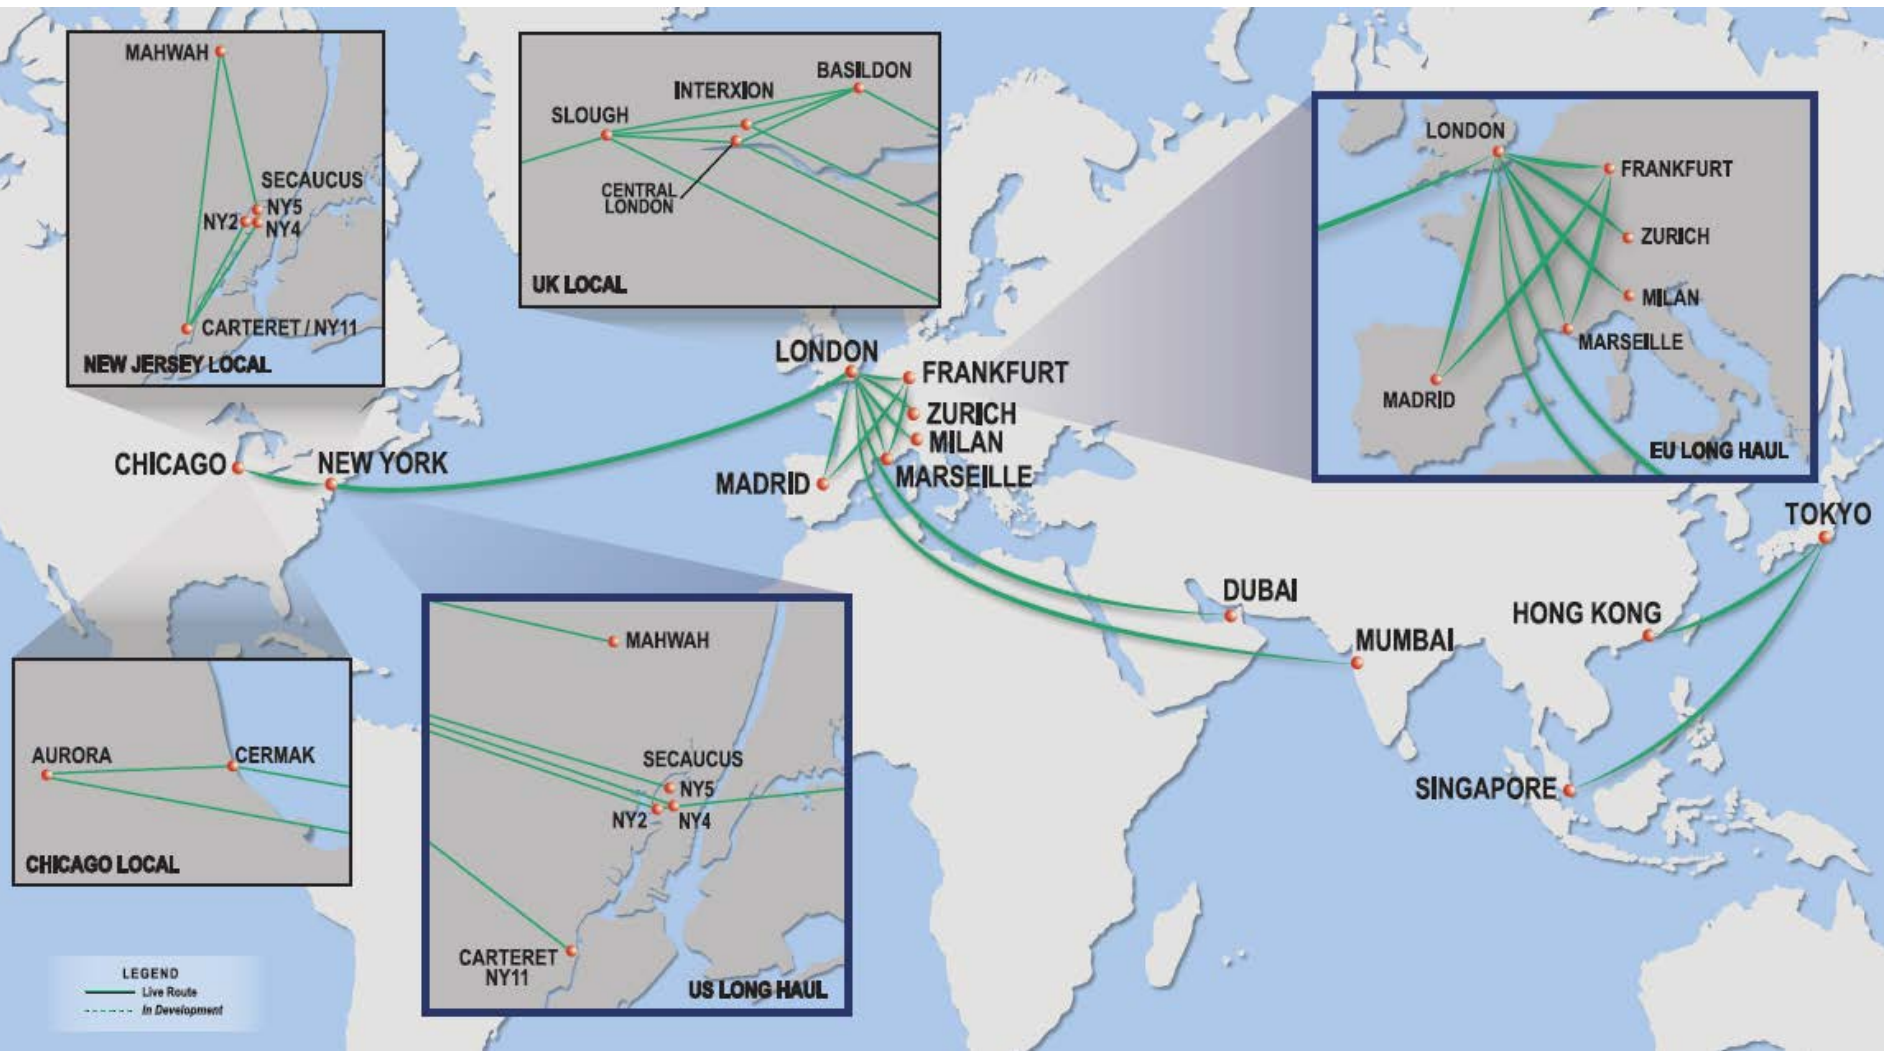 MAHWAH
SECAUCUS
NY5
NY2
NY4
CARTERET / NY11
NEW JERSEY LOCAL
BASILDON
INTERXION
SLOUGH
CENTRAL
LONDON
UK LOCAL
LONDON
FRANKFURT
ZURICH
MILAN
MARSEILLE
MADRID
EU LONG HAUL
LONDON
FRANKFURT
ZURICH
MILAN
MARSEILLE
MADRID
CHICAGO
NEW YORK
TOKYO
DUBAI
HONG KONG
MUMBAI
SINGAPORE
AURORA
CERMAK
CHICAGO LOCAL
MAHWAH
SECAUCUS
NY5
NY2
NY4
CARTERET
NY11
US LONG HAUL
LEGEND
Live Route
In Development